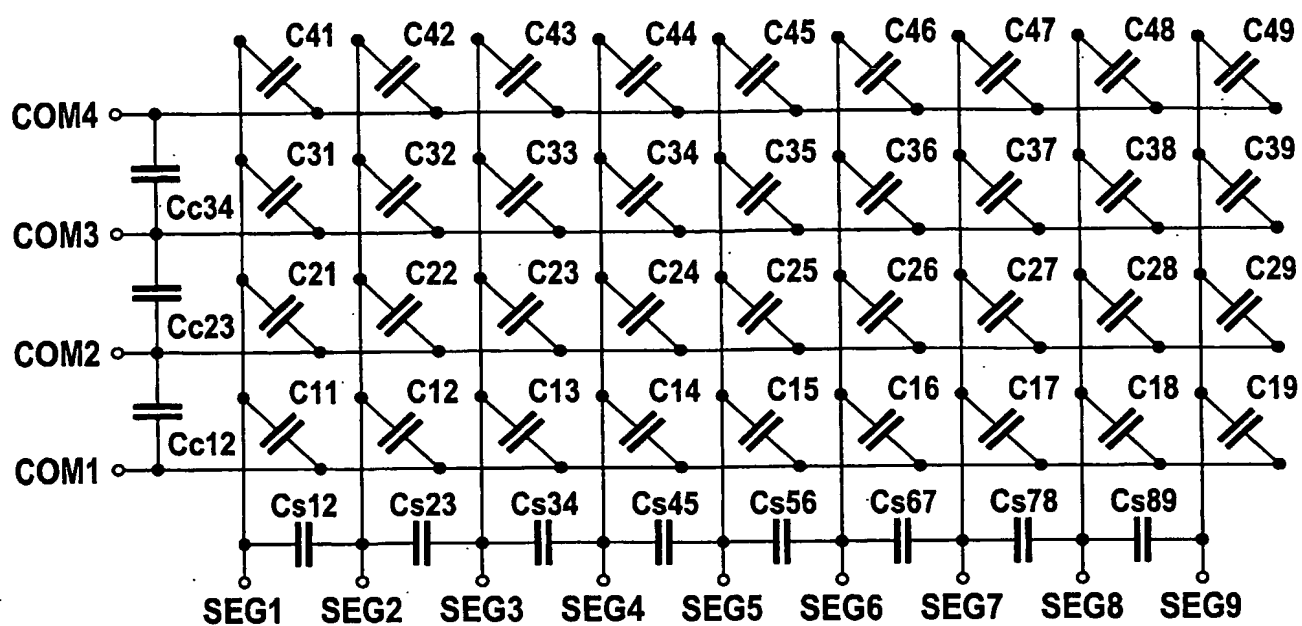 C41 C42 C43 C44 C45 C46 C47 C48 C49
COM4
C31 C32 C33 C34 C35 C36 C37 C38 C39
Cc34
COM3
C21 C22 C23 C24 C25 C26 C27 C28 C29
Cc23
COM2
C11 C12 C13 C14 C15 C16 C17 C18 C19
Cc12
COM1
Cs12 Cs23 Cs34 Cs45 Cs56 Cs67 Cs78 Cs89
SEG1 SEG2 SEG3 SEG4 SEG5 SEG6 SEG7 SEG8 SEG9